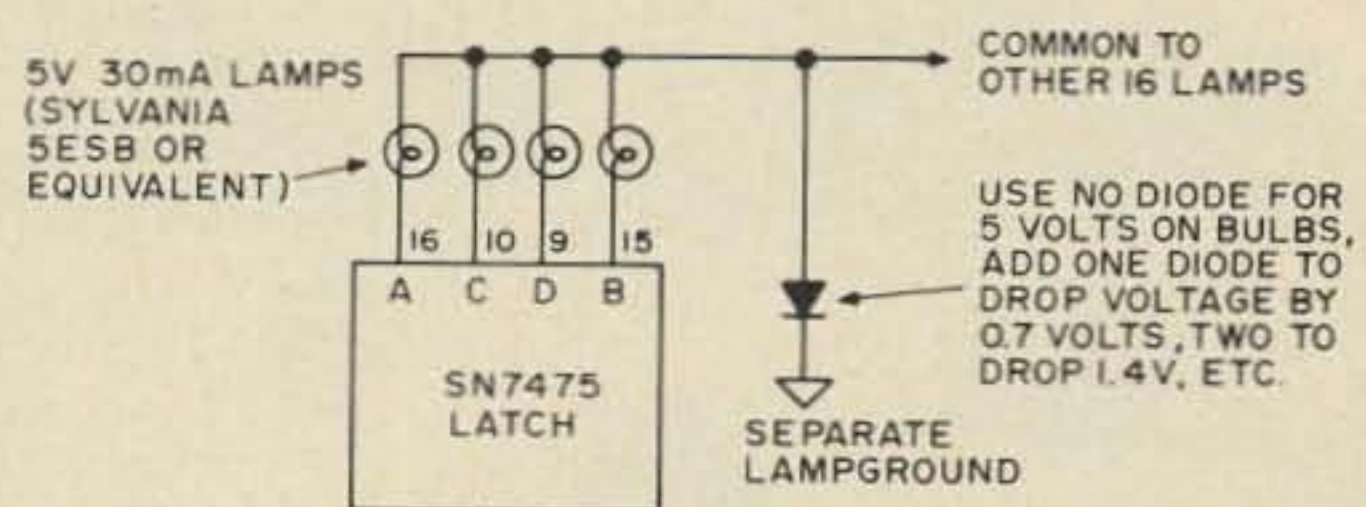 5V 30mA LAMPS
(SYLVANIA
5ESB OR
EQUIVALENT)
COMMON TO
OTHER 16 LAMPS
16 10 9 15
A C D B
SN7475
LATCH
USE NO DIODE FOR
5 VOLTS ON BULBS,
ADD ONE DIODE TO
DROP VOLTAGE BY
0.7 VOLTS, TWO TO
DROP 1.4V, ETC.
SEPARATE
LAMPGROUND